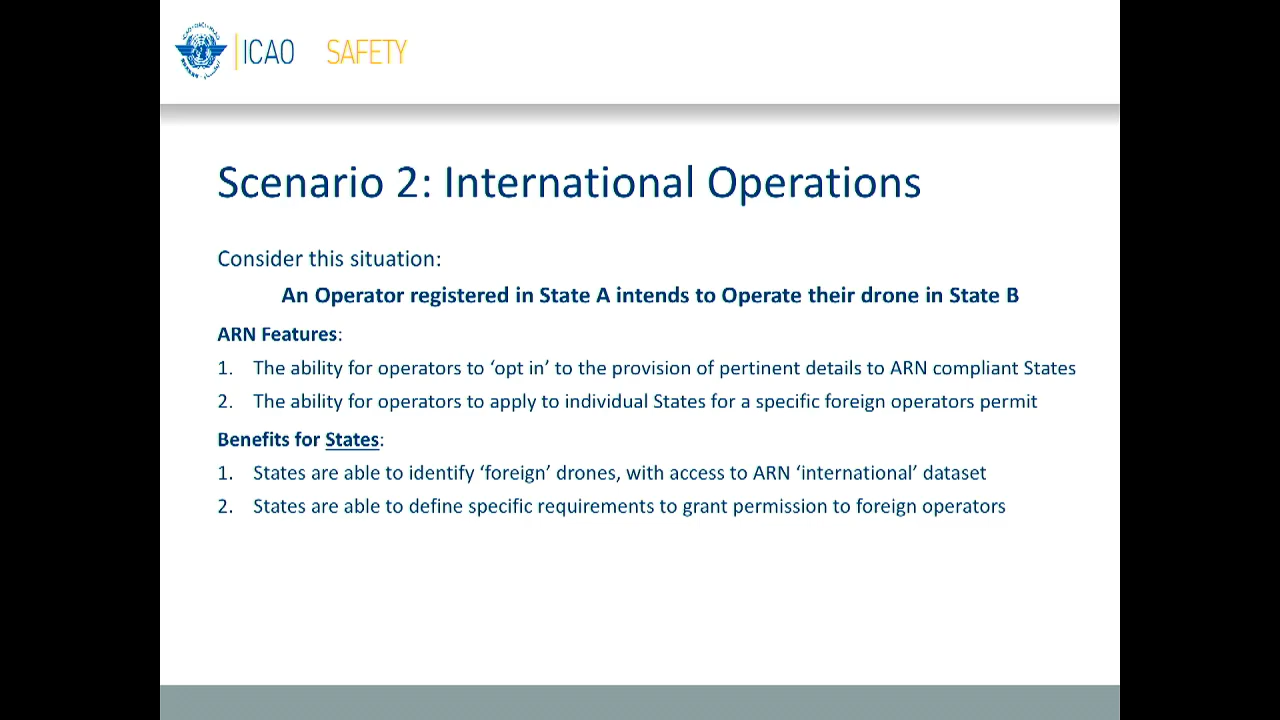 ICAO SAFETY
Scenario 2: International Operations
Consider this situation:
An Operator registered in State A intends to Operate their drone in State B
ARN Features:
1. The ability for operators to ‘opt in’ to the provision of pertinent details to ARN compliant States
2. The ability for operators to apply to individual States for a specific foreign operators permit
Benefits for States:
1. States are able to identify ‘foreign’ drones, with access to ARN ‘international’ dataset
2. States are able to define specific requirements to grant permission to foreign operators